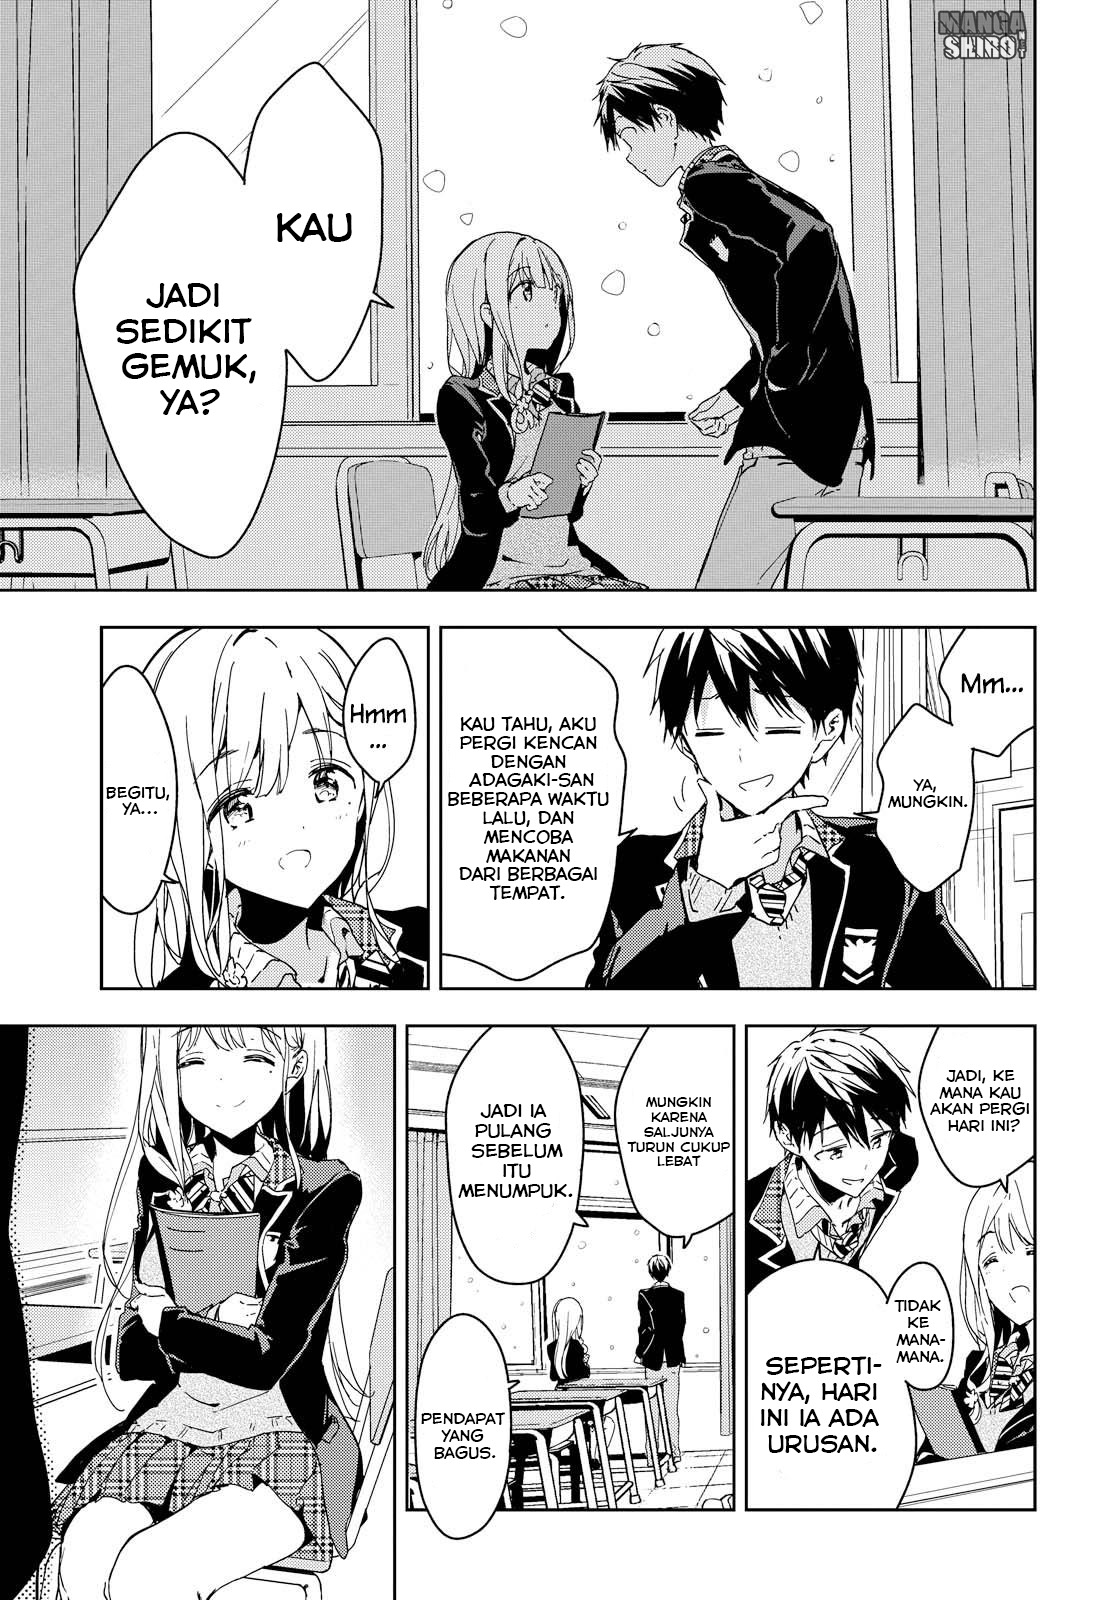 MANGA
SHIRO
NET
KAU
JADI
SEDIKIT
GEMUK,
YA?
Mm...
YA,
MUNGKIN.
KAU TAHU, AKU
PERGI KENCAN
DENGAN
ADAGAKI-SAN
BEBERAPA WAKTU
LALU, DAN
MENCOBA
MAKANAN
DARI BERBAGAI
TEMPAT.
Hmm
...
BEGITU,
YA...
JADI, KE
MANA KAU
AKAN PERGI
HARI INI?
TIDAK
KE
MANA-
MANA.
SEPERTI-
NYA, HARI
INI IA ADA
URUSAN.
MUNGKIN
KARENA
SALJUNYA
TURUN CUKUP
LEBAT
JADI IA
PULANG
SEBELUM
ITU
MENUMPUK.
PENDAPAT
YANG
BAGUS.